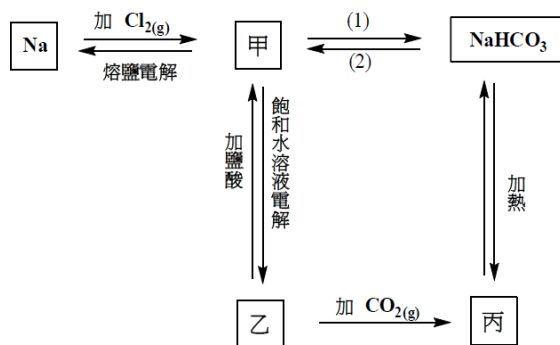 加 Cl2(g)
Na
熔鹽電解
甲
(1)
(2)
NaHCO3
加鹽酸
飽和水溶液電解
加熱
乙
加 CO2(g)
丙